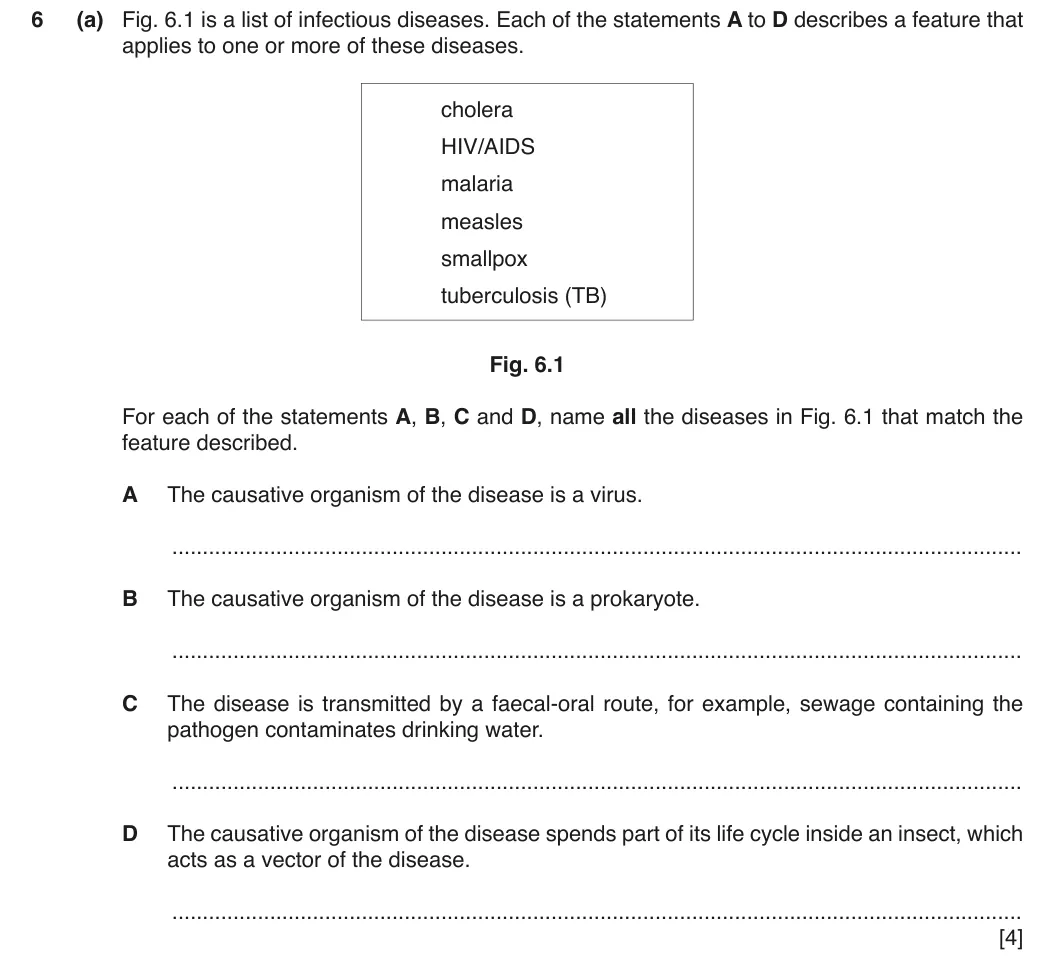 6 (a) Fig. 6.1 is a list of infectious diseases. Each of the statements A to D describes a feature that
applies to one or more of these diseases.
cholera
HIV/AIDS
malaria
measles
smallpox
tuberculosis (TB)
Fig. 6.1
For each of the statements A, B, C and D, name all the diseases in Fig. 6.1 that match the
feature described.
A The causative organism of the disease is a virus.
B The causative organism of the disease is a prokaryote.
C The disease is transmitted by a faecal-oral route, for example, sewage containing the
pathogen contaminates drinking water.
D The causative organism of the disease spends part of its life cycle inside an insect, which
acts as a vector of the disease.
[4]